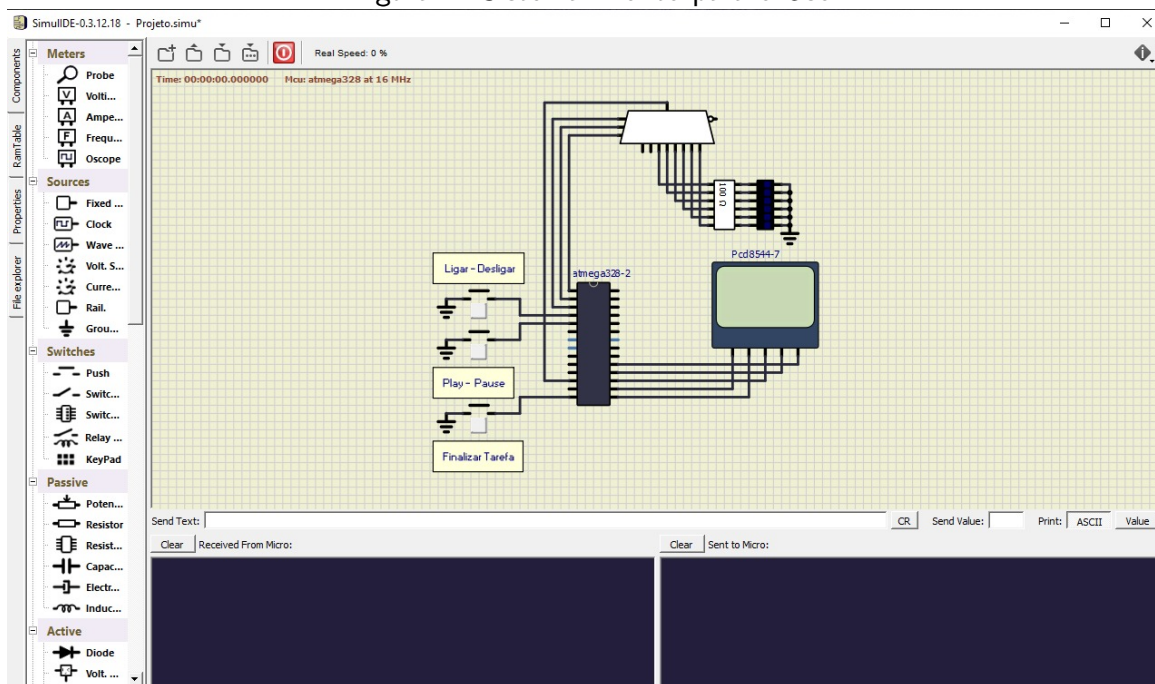 SimulIDE-0.3.12.18 - Projeto.simu*
Components
RamTable
Properties
File explorer
Meters
Probe
Volti...
Ampe...
Frequ...
Oscope
Sources
Fixed ...
Clock
Wave ...
Volt. S...
Curre...
Rail.
Grou...
Switches
Push
Switc...
Switc...
Relay ...
KeyPad
Passive
Poten...
Resistor
Resist...
Capac...
Electr...
Induc...
Active
Diode
Volt. ...
Real Speed: 0 %
Time: 00:00:00.000000 Mcu: atmega328 at 16 MHz
100 Ω
Pcd8544-7
Ligar - Desligar
atmega328-2
Play - Pause
Finalizar Tarefa
Send Text:
CR
Send Value:
Print:
ASCII
Value
Clear
Received From Micro:
Clear
Sent to Micro: